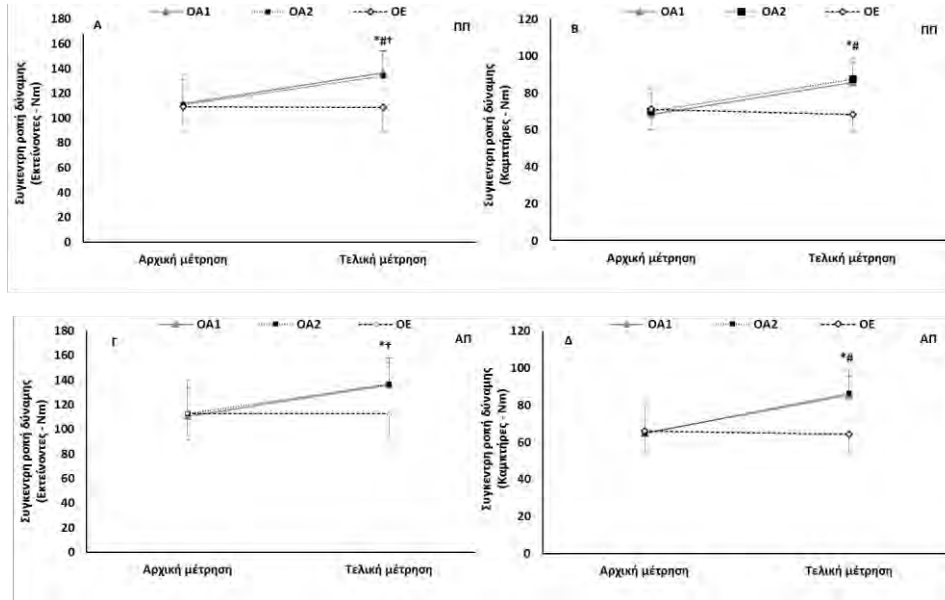 ΟΑ1 ΟΑ2 ΟΕ
Α
ΠΠ
*#†
Συγκεντρη ροπή δύναμης
(Εκτείνοντες - Nm)
180
160
140
120
100
80
60
40
20
0
Αρχική μέτρηση
Τελική μέτρηση
ΟΑ1 ΟΑ2 ΟΕ
Β
ΠΠ
*#
Συγκεντρη ροπή δύναμης
(Καμπτήρες - Nm)
120
100
80
60
40
20
0
Αρχική μέτρηση
Τελική μέτρηση
ΟΑ1 ΟΑ2 ΟΕ
Γ
ΑΠ
*†
Συγκεντρη ροπή δύναμης
(Εκτείνοντες - Nm)
180
160
140
120
100
80
60
40
20
0
Αρχική μέτρηση
Τελική μέτρηση
ΟΑ1 ΟΑ2 ΟΕ
Δ
ΑΠ
*#
Συγκεντρη ροπή δύναμης
(Καμπτήρες - Nm)
120
100
80
60
40
20
0
Αρχική μέτρηση
Τελική μέτρηση